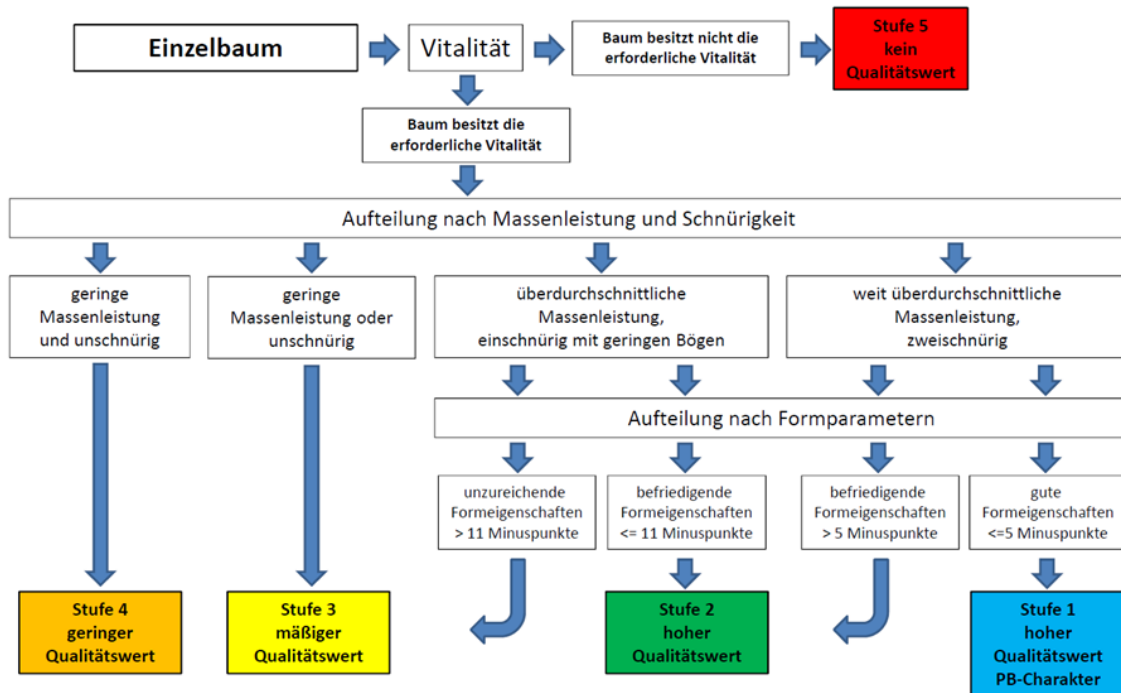 Einzelbaum
Vitalität
Baum besitzt nicht die
erforderliche Vitalität
Stufe 5
kein
Qualitätswert
Baum besitzt die
erforderliche Vitalität
Aufteilung nach Massenleistung und Schnürigkeit
geringe
Massenleistung
und unschnürig
geringe
Massenleistung oder
unschnürig
überdurchschnittliche
Massenleistung,
einschnürig mit geringen Bögen
weit überdurchschnittliche
Massenleistung,
zweischnürig
Aufteilung nach Formparametern
unzureichende
Formeigenschaften
> 11 Minuspunkte
befriedigende
Formeigenschaften
<= 11 Minuspunkte
befriedigende
Formeigenschaften
> 5 Minuspunkte
gute
Formeigenschaften
<=5 Minuspunkte
Stufe 4
geringer
Qualitätswert
Stufe 3
mäßiger
Qualitätswert
Stufe 2
hoher
Qualitätswert
Stufe 1
hoher
Qualitätswert
PB-Charakter